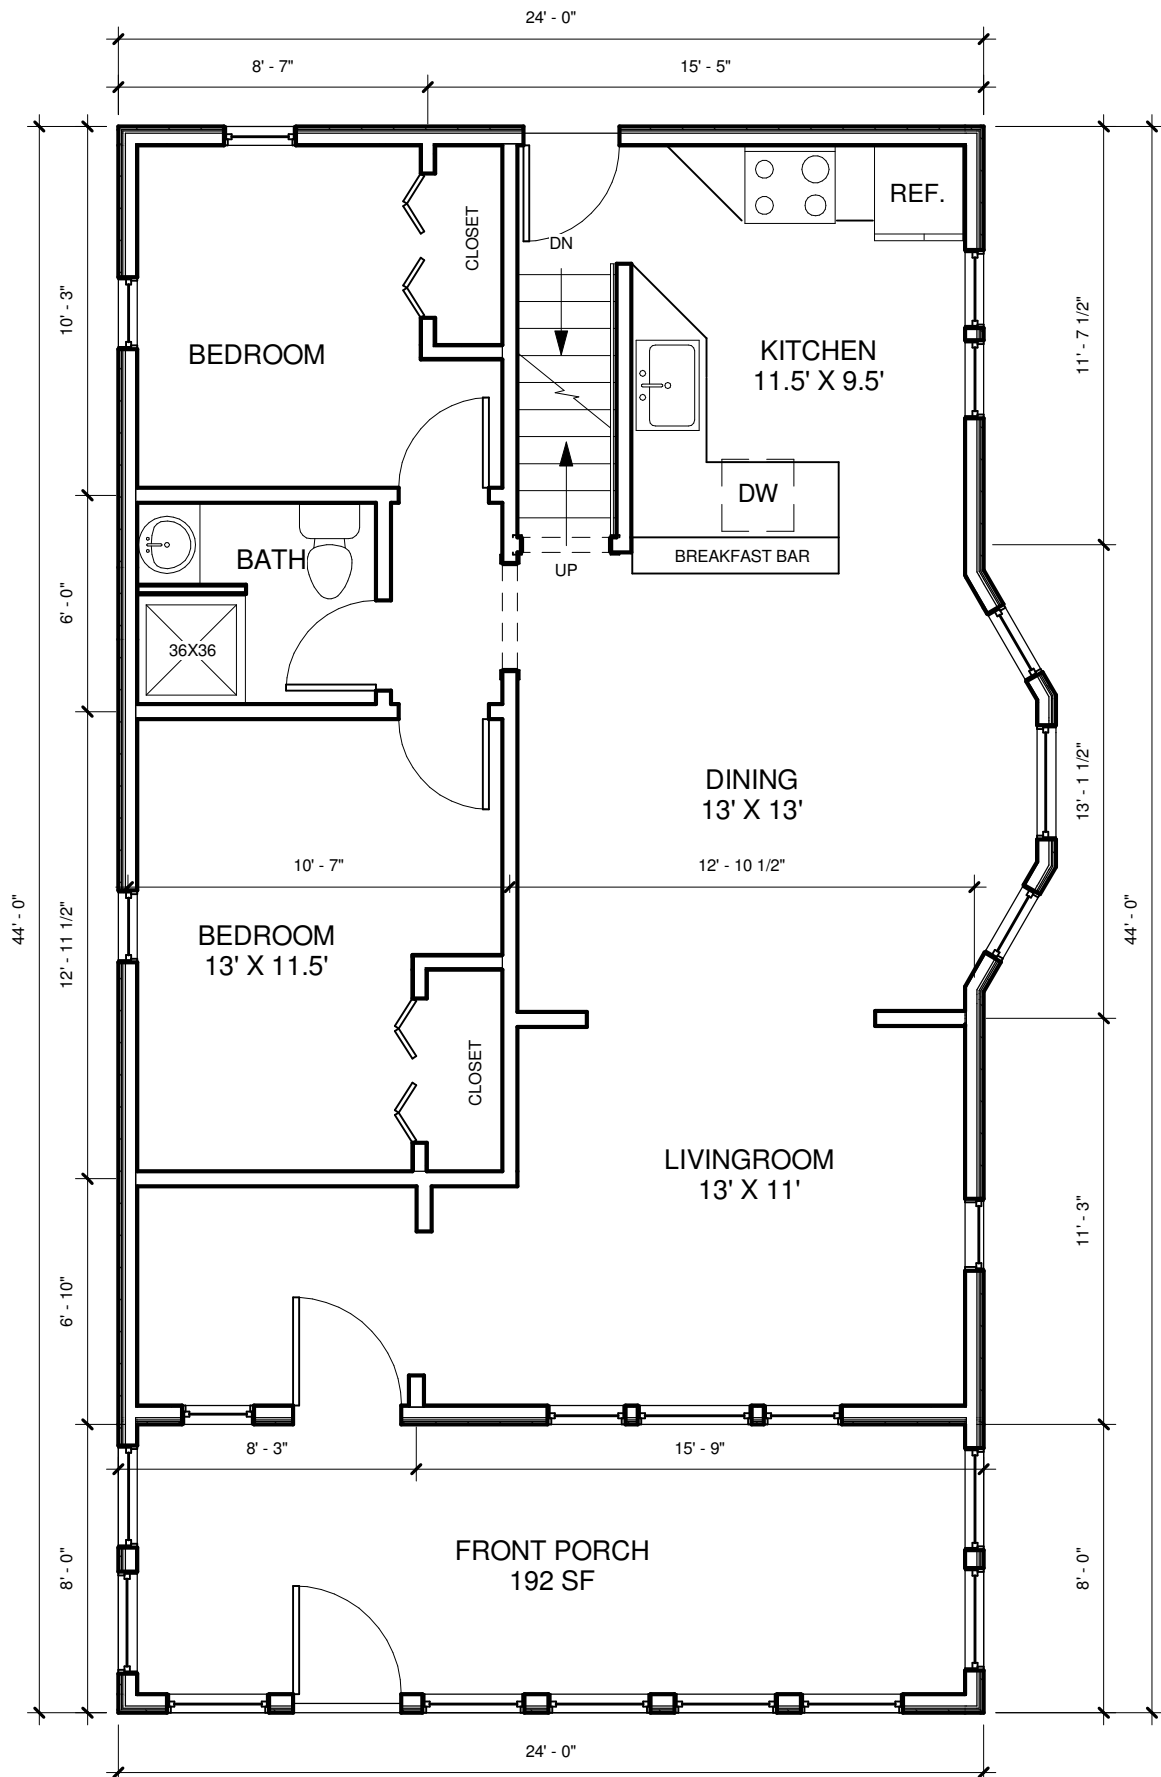 24' - 0"
8' - 7"
15' - 5"
REF.
CLOSET
DN
10' - 3"
11' - 7 1/2"
BEDROOM
KITCHEN
11.5' X 9.5'
DW
BATH
BREAKFAST BAR
UP
6' - 0"
36X36
DINING
13' X 13'
13' - 1 1/2"
10' - 7"
12' - 10 1/2"
44' - 0"
12' - 11 1/2"
BEDROOM
13' X 11.5'
44' - 0"
CLOSET
LIVINGROOM
13' X 11'
11' - 3"
6' - 10"
8' - 3"
15' - 9"
FRONT PORCH
192 SF
8' - 0"
8' - 0"
24' - 0"